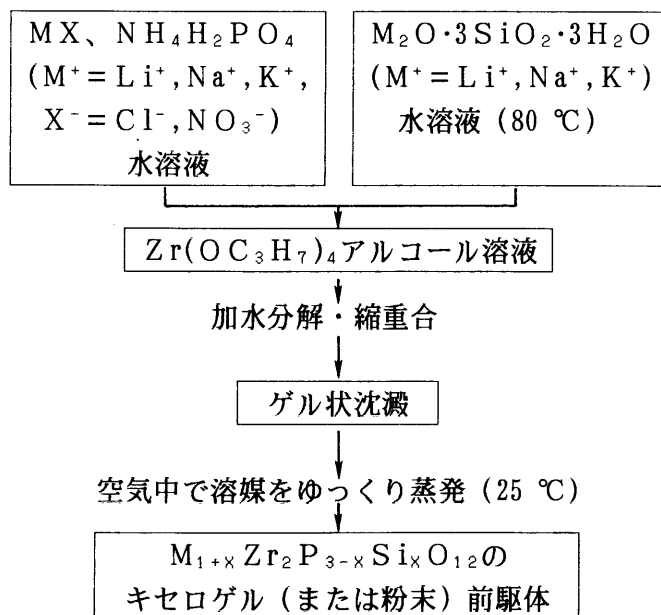 MX、NH₄H₂PO₄
(M⁺＝Li⁺,Na⁺,K⁺,
X⁻＝Cl⁻,NO₃⁻)
水溶液
M₂O·3SiO₂·3H₂O
(M⁺＝Li⁺,Na⁺,K⁺)
水溶液 (80 ℃)
Zr(OC₃H₇)₄アルコール溶液
加水分解・縮重合
ゲル状沈澱
空気中で溶媒をゆっくり蒸発 (25 ℃)
M₁₊ₓZr₂P₃₋ₓSiₓO₁₂の
キセロゲル (または粉末) 前駆体